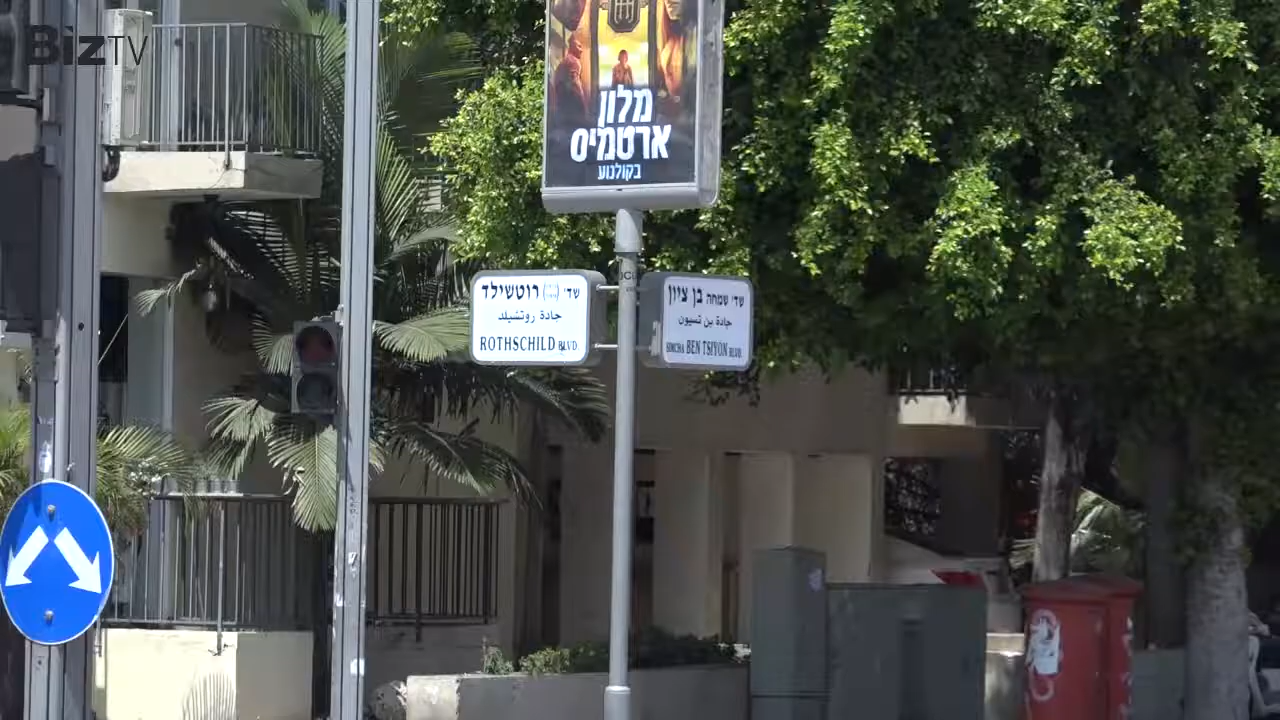 BizTV
מלון
ארטמיס
בקולנוע
שד' רוטשילד
جادة روتشيلد
ROTHSCHILD BLVD.
שד' שמחה בן ציון
جادة بن تسيون
SIMCHA BEN TSIYON BLVD.